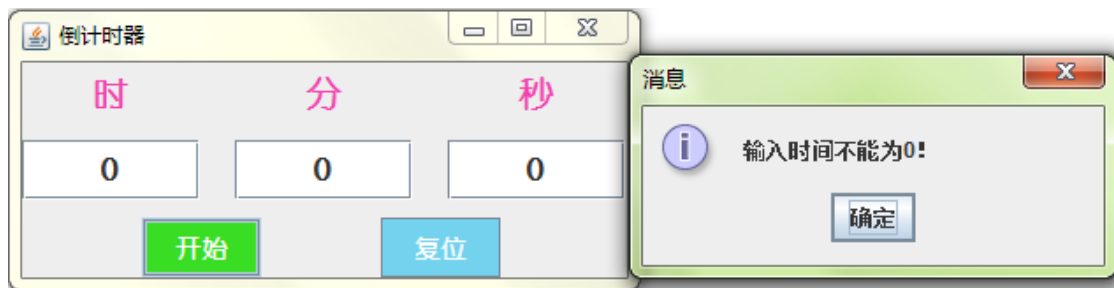 倒计时器
时 分 秒
0 0 0
开始 复位
消息
输入时间不能为0!
确定